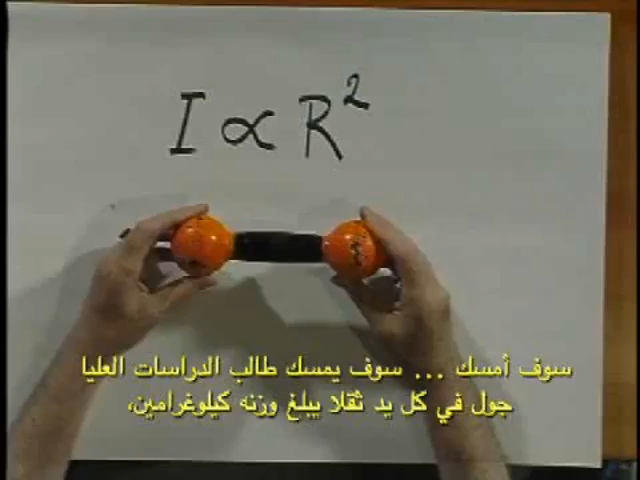 I ∝ R²
سوف أمسك ... سوف يمسك طالب الدراسات العليا
جول في كل يد ثقلا يبلغ وزنه كيلوغرامين،